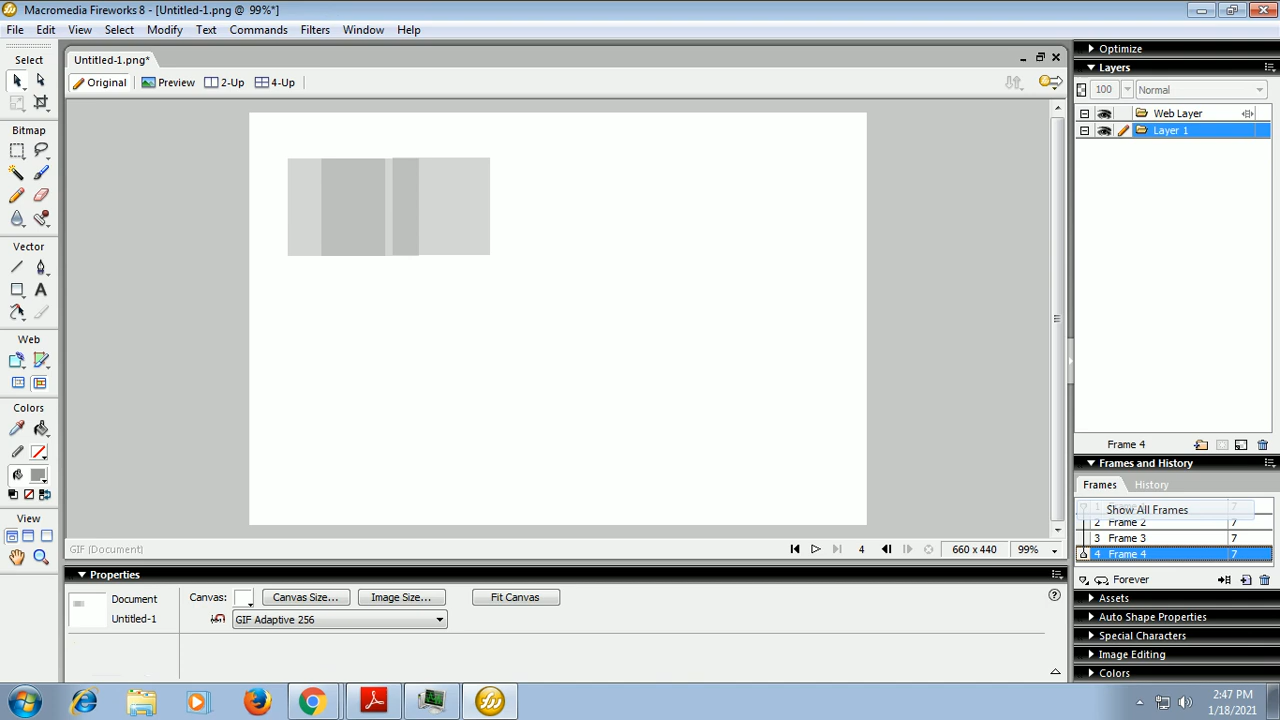 Macromedia Fireworks 8 - [Untitled-1.png @ 99%*]
File Edit View Select Modify Text Commands Filters Window Help
Select
Bitmap
Vector
Web
Colors
View
Untitled-1.png*
Original Preview 2-Up 4-Up
GIF (Document)
4
660 x 440
99%
Properties
Document
Untitled-1
Canvas: Canvas Size... Image Size... Fit Canvas
GIF Adaptive 256
Optimize
Layers
100 Normal
Web Layer
Layer 1
Frame 4
Frames and History
Frames History
Show All Frames
2 Frame 2 7
3 Frame 3 7
4 Frame 4 7
Forever
Assets
Auto Shape Properties
Special Characters
Image Editing
Colors
2:47 PM
1/18/2021